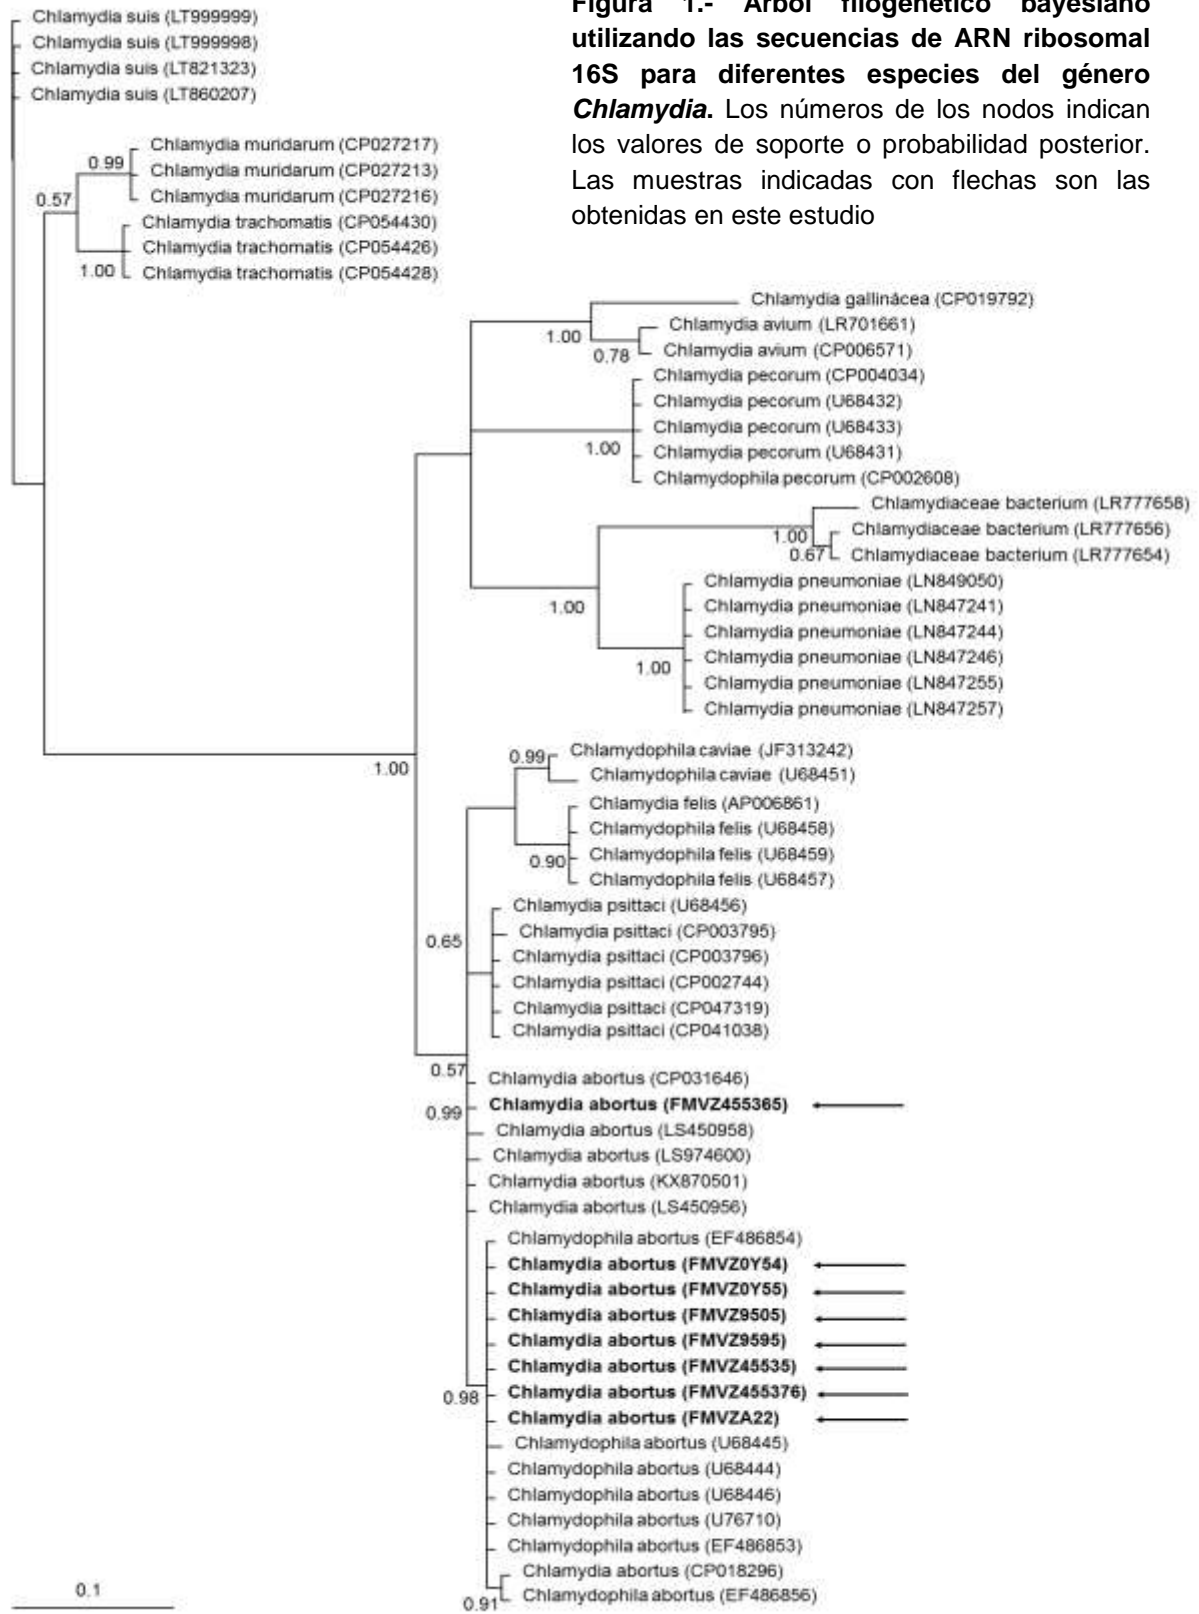 Figura 1.- Árbol filogenético bayesiano
utilizando las secuencias de ARN ribosomal
16S para diferentes especies del género
Chlamydia. Los números de los nodos indican
los valores de soporte o probabilidad posterior.
Las muestras indicadas con flechas son las
obtenidas en este estudio
Chlamydia suis (LT999999)
Chlamydia suis (LT999998)
Chlamydia suis (LT821323)
Chlamydia suis (LT860207)
Chlamydia muridarum (CP027217)
0.99
Chlamydia muridarum (CP027213)
Chlamydia muridarum (CP027216)
0.57
Chlamydia trachomatis (CP054430)
Chlamydia trachomatis (CP054426)
1.00
Chlamydia trachomatis (CP054428)
Chlamydia gallinácea (CP019792)
Chlamydia avium (LR701661)
1.00
Chlamydia avium (CP006571)
0.78
Chlamydia pecorum (CP004034)
Chlamydia pecorum (U68432)
Chlamydia pecorum (U68433)
1.00
Chlamydia pecorum (U68431)
Chlamydophila pecorum (CP002608)
Chlamydiaceae bacterium (LR777658)
Chlamydiaceae bacterium (LR777656)
1.00
0.67
Chlamydiaceae bacterium (LR777654)
Chlamydia pneumoniae (LN849050)
1.00
Chlamydia pneumoniae (LN847241)
Chlamydia pneumoniae (LN847244)
Chlamydia pneumoniae (LN847246)
1.00
Chlamydia pneumoniae (LN847255)
Chlamydia pneumoniae (LN847257)
0.99
Chlamydophila caviae (JF313242)
1.00
Chlamydophila caviae (U68451)
Chlamydia felis (AP006861)
Chlamydophila felis (U68458)
0.90
Chlamydophila felis (U68459)
Chlamydophila felis (U68457)
Chlamydia psittaci (U68456)
0.65
Chlamydia psittaci (CP003795)
Chlamydia psittaci (CP003796)
Chlamydia psittaci (CP002744)
Chlamydia psittaci (CP047319)
Chlamydia psittaci (CP041038)
0.57
Chlamydia abortus (CP031646)
0.99
Chlamydia abortus (FMVZ455365)
Chlamydia abortus (LS450958)
Chlamydia abortus (LS974600)
Chlamydia abortus (KX870501)
Chlamydia abortus (LS450956)
Chlamydophila abortus (EF486854)
Chlamydia abortus (FMVZ0Y54)
Chlamydia abortus (FMVZ0Y55)
Chlamydia abortus (FMVZ9505)
Chlamydia abortus (FMVZ9595)
Chlamydia abortus (FMVZ45535)
0.98
Chlamydia abortus (FMVZ455376)
Chlamydia abortus (FMVZA22)
Chlamydophila abortus (U68445)
Chlamydophila abortus (U68444)
Chlamydophila abortus (U68446)
Chlamydophila abortus (U76710)
Chlamydophila abortus (EF486853)
Chlamydia abortus (CP018296)
0.91
Chlamydophila abortus (EF486856)
0.1